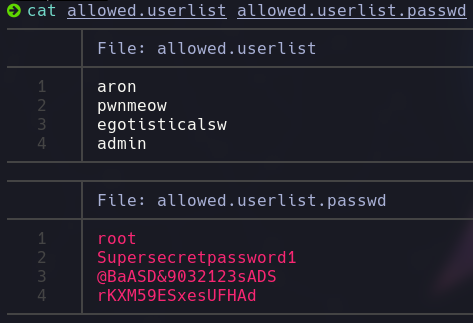 cat allowed.userlist allowed.userlist.passwd
File: allowed.userlist
1 aron
2 pwnmeow
3 egotisticalsw
4 admin
File: allowed.userlist.passwd
1 root
2 Supersecretpassword1
3 @BaASD&9032123sADS
4 rKXM59ESxesUFHAd